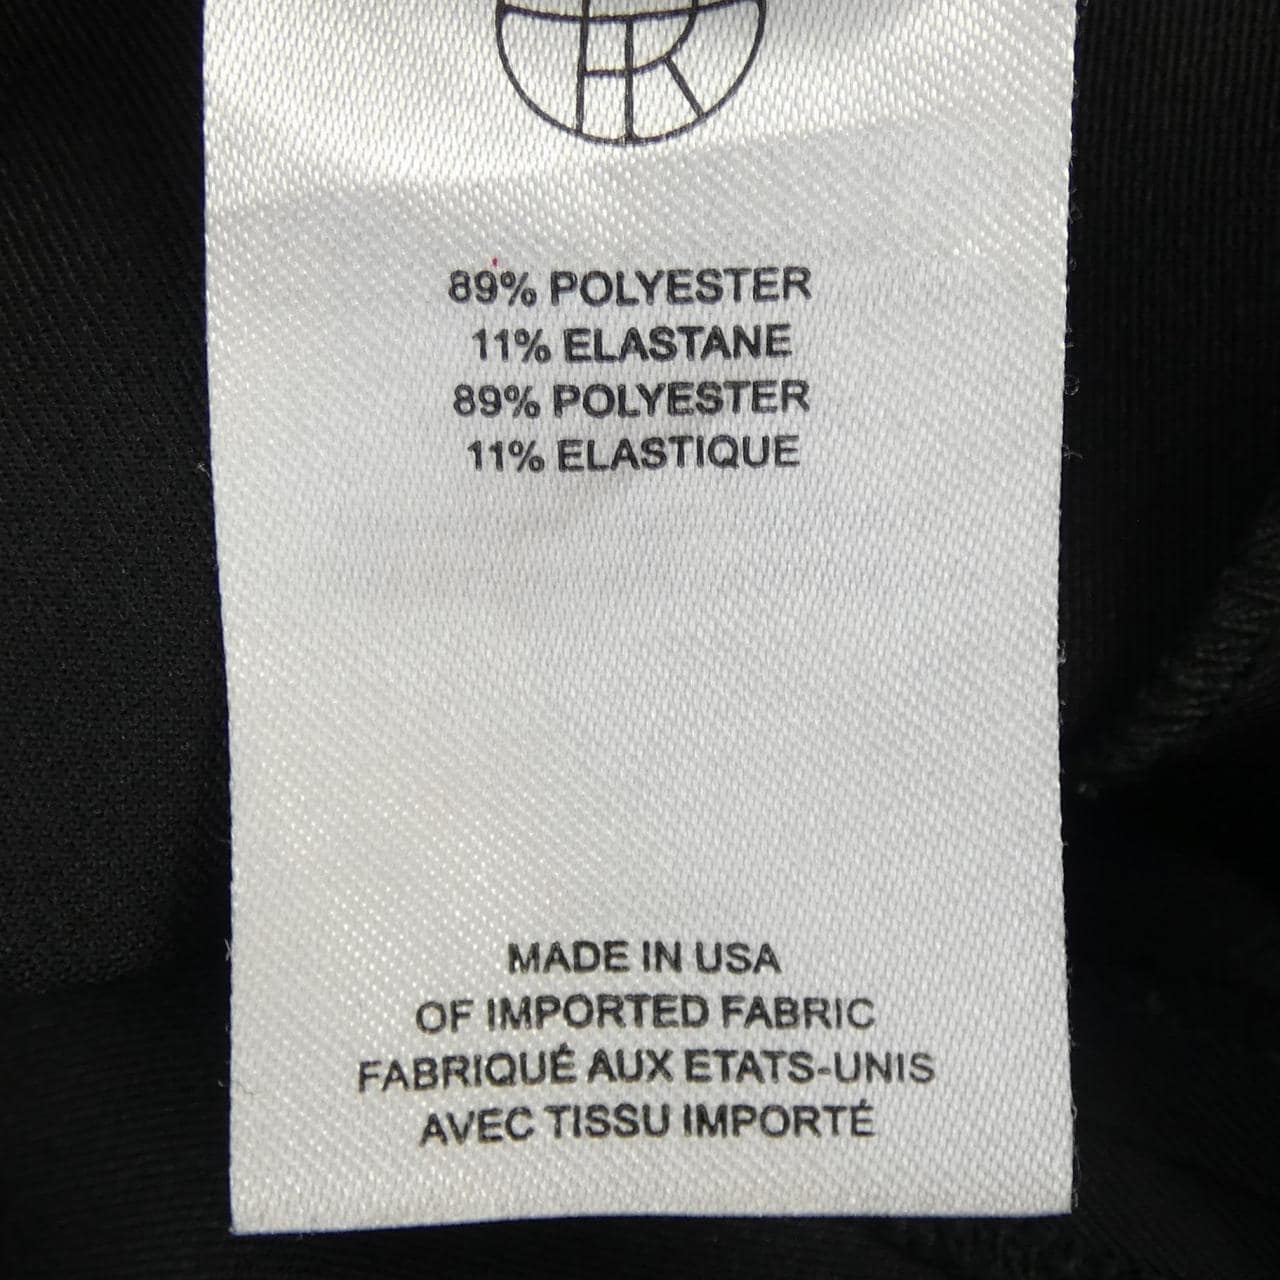 89% POLYESTER
11% ELASTANE
89% POLYESTER
11% ELASTIQUE
MADE IN USA
OF IMPORTED FABRIC
FABRIQUÉ AUX ETATS-UNIS
AVEC TISSU IMPORTÉ